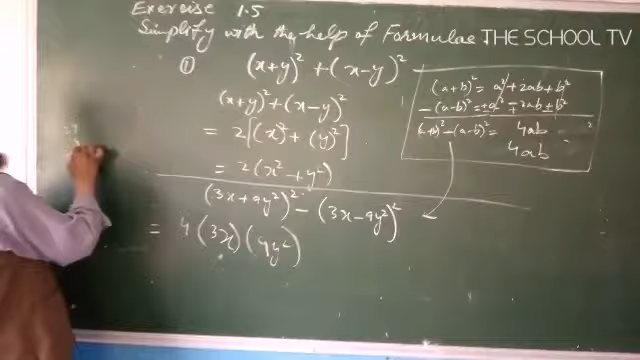 Exercise 1.5
Simplify with the help of Formulae. THE SCHOOL TV
① (x+y)² + (x-y)²
(x+y)² + (x-y)²
= 2[(x)² + (y)²]
= 2(x² + y²)
(3x+4y²)² - (3x-4y²)²
= 4(3x)(4y²)
(a+b)² = a² + 2ab + b²
-(a-b)² = ±a² ∓ 2ab ± b²
(a+b)² - (a-b)² = 4ab
4ab